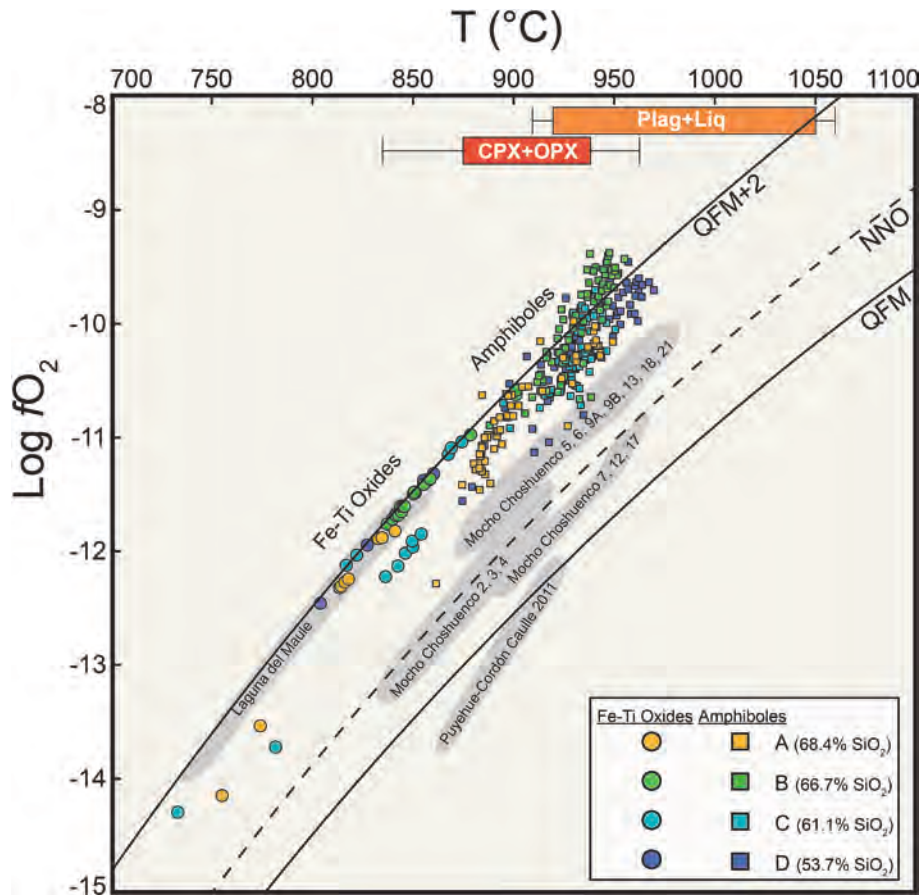 T (°C)
700 750 800 850 900 950 1000 1050 1100
Log fO₂
-8
-9
-10
-11
-12
-13
-14
-15
Plag+Liq
CPX+OPX
QFM+2
NNO
QFM
Amphiboles
Fe-Ti Oxides
Mocho Choshuenco 5, 6, 9A, 9B, 13, 18, 21
Mocho Choshuenco 7, 12, 17
Mocho Choshuenco 2, 3, 4
Laguna del Maule
Puyehue-Cordón Caulle 2011
Fe-Ti Oxides Amphiboles
A (68.4% SiO₂)
B (66.7% SiO₂)
C (61.1% SiO₂)
D (53.7% SiO₂)